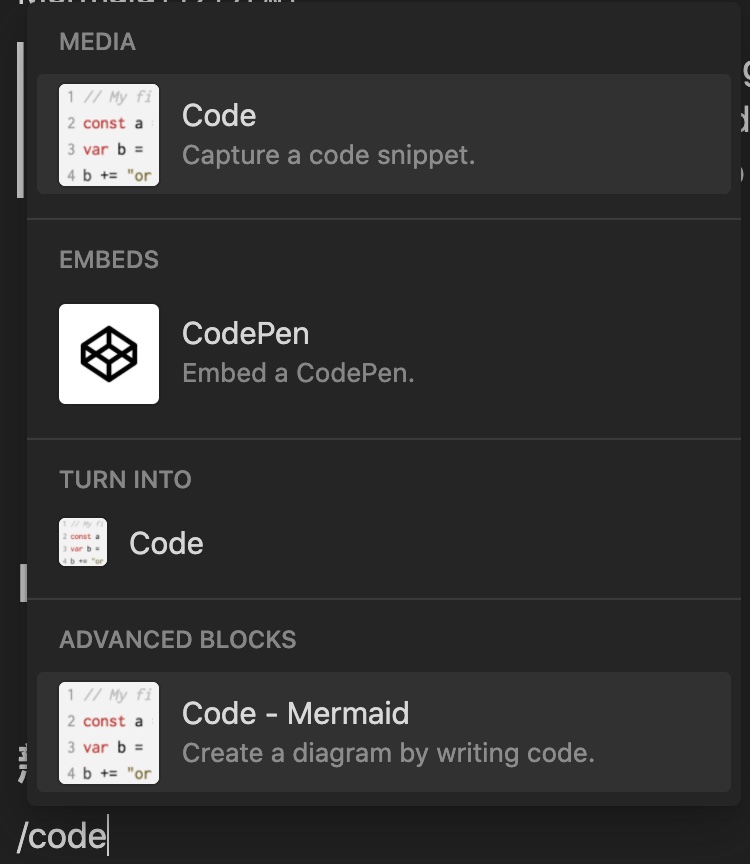 MEDIA
1 // My fi
2 const a
3 var b =
4 b += "or
Code
Capture a code snippet.
EMBEDS
CodePen
Embed a CodePen.
TURN INTO
1 // My fi
2 const a
3 var b =
4 b += "or
Code
ADVANCED BLOCKS
1 // My fi
2 const a
3 var b =
4 b += "or
Code - Mermaid
Create a diagram by writing code.
/code